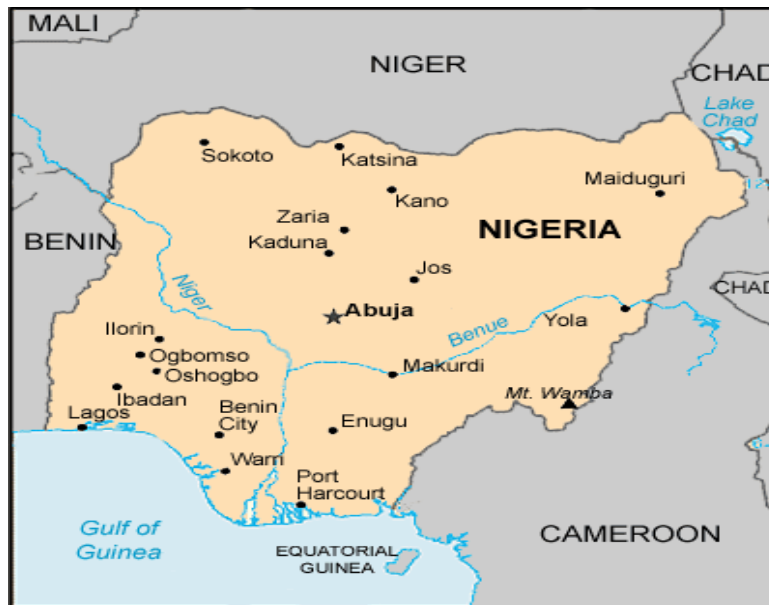 MALI
NIGER
CHAD
Lake
Chad
Sokoto
Katsina
Kano
Maiduguri
Zaria
NIGERIA
BENIN
Kaduna
Jos
CHAD
Niger
Abuja
Benue
Yola
Ilorin
Ogbomso
Oshogbo
Makurdi
Mt. Wamba
Ibadan
Lagos
Benin
City
Enugu
Warri
Port
Harcourt
Gulf of
Guinea
EQUATORIAL
GUINEA
CAMEROON